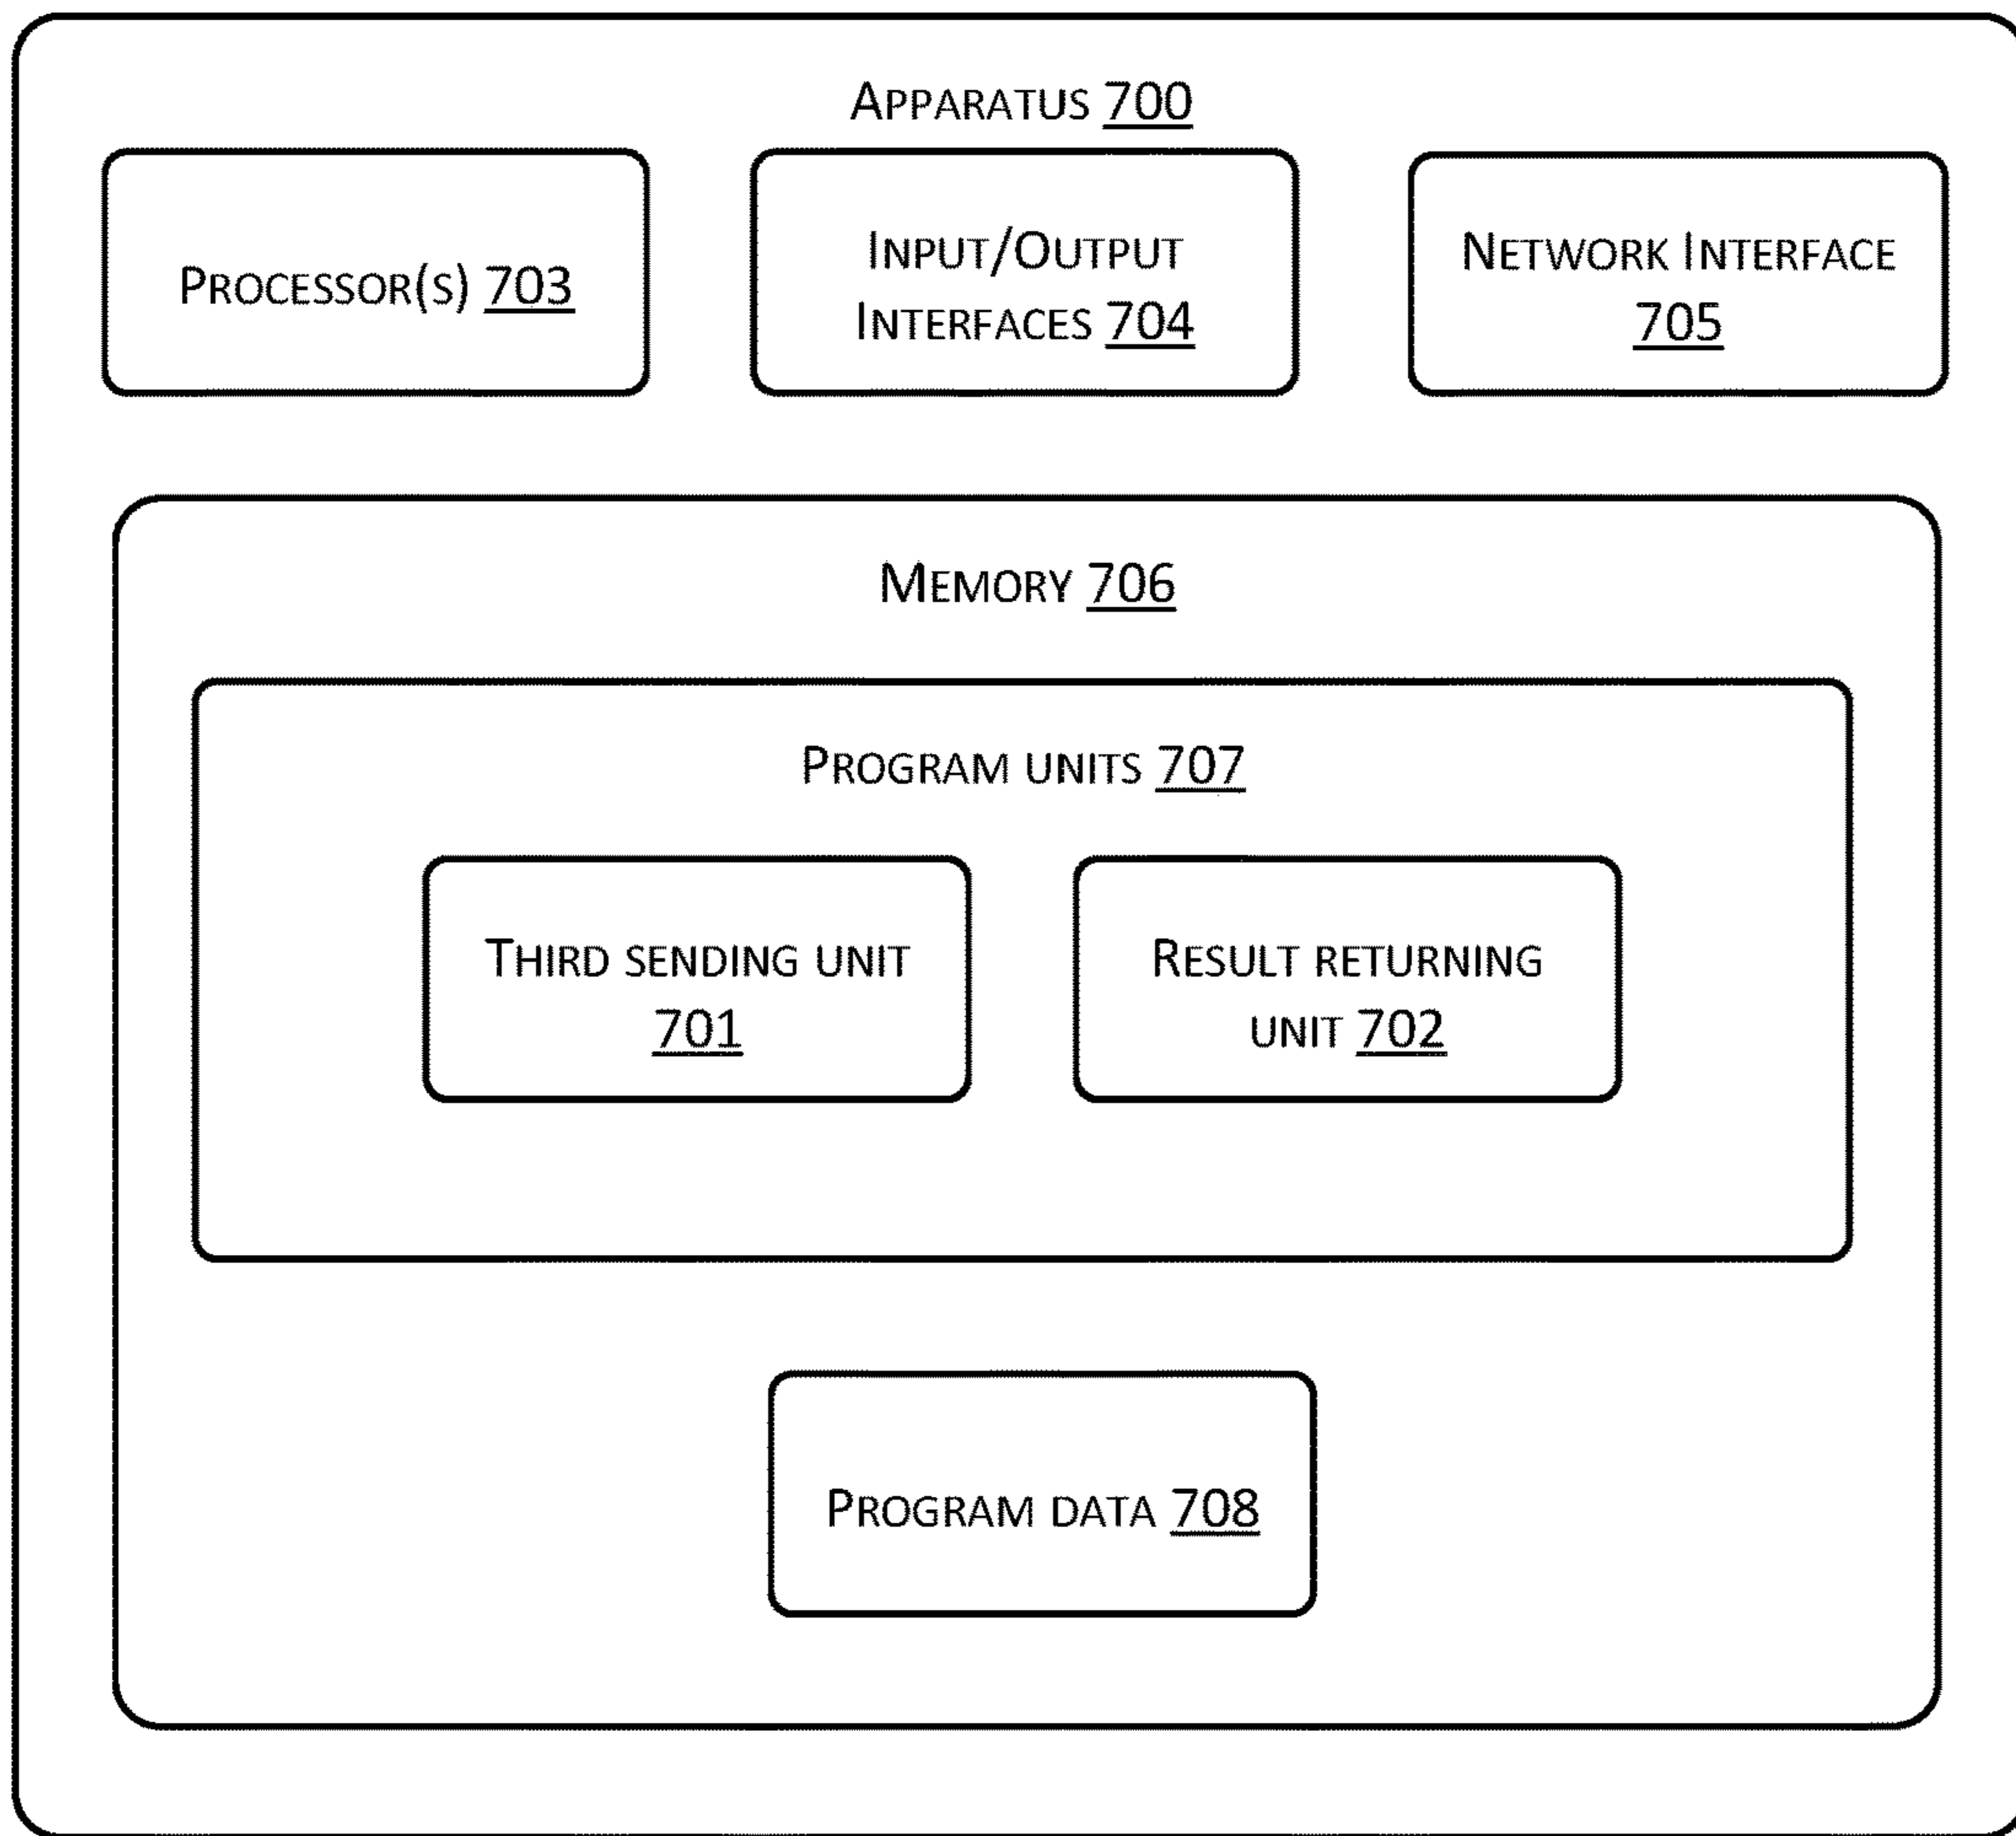 APPARATUS 700
PROCESSOR(S) 703
INPUT/OUTPUT
INTERFACES 704
NETWORK INTERFACE
705
MEMORY 706
PROGRAM UNITS 707
THIRD SENDING UNIT
701
RESULT RETURNING
UNIT 702
PROGRAM DATA 708